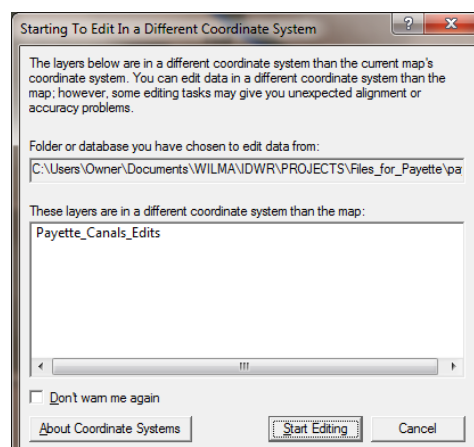 Starting To Edit In a Different Coordinate System
The layers below are in a different coordinate system than the current map's
coordinate system. You can edit data in a different coordinate system than the
map; however, some editing tasks may give you unexpected alignment or
accuracy problems.
Folder or database you have chosen to edit data from:
C:\Users\Owner\Documents\WILMA\IDWR\PROJECTS\Files_for_Payette\pa
These layers are in a different coordinate system than the map:
Payette_Canals_Edits
Don't warn me again
About Coordinate Systems
Start Editing
Cancel